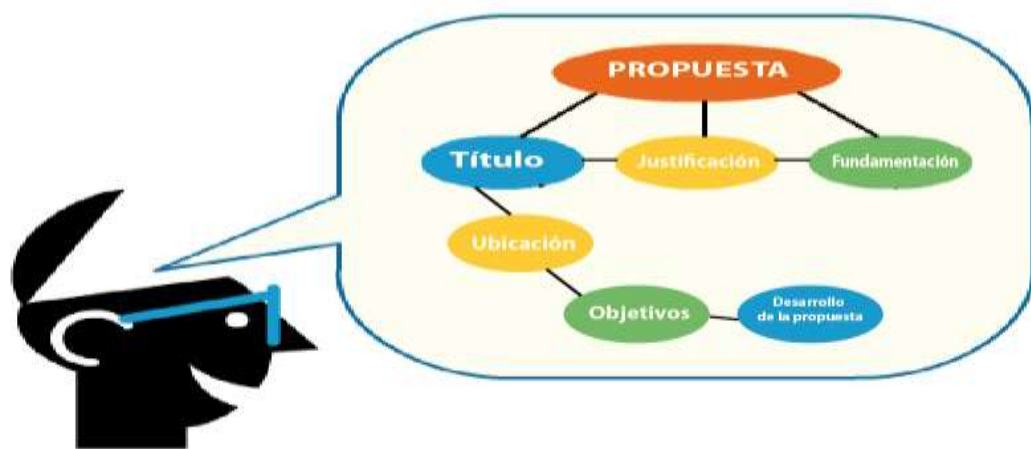 PROPUESTA
Título
Justificación
Fundamentación
Ubicación
Objetivos
Desarrollo
de la propuesta